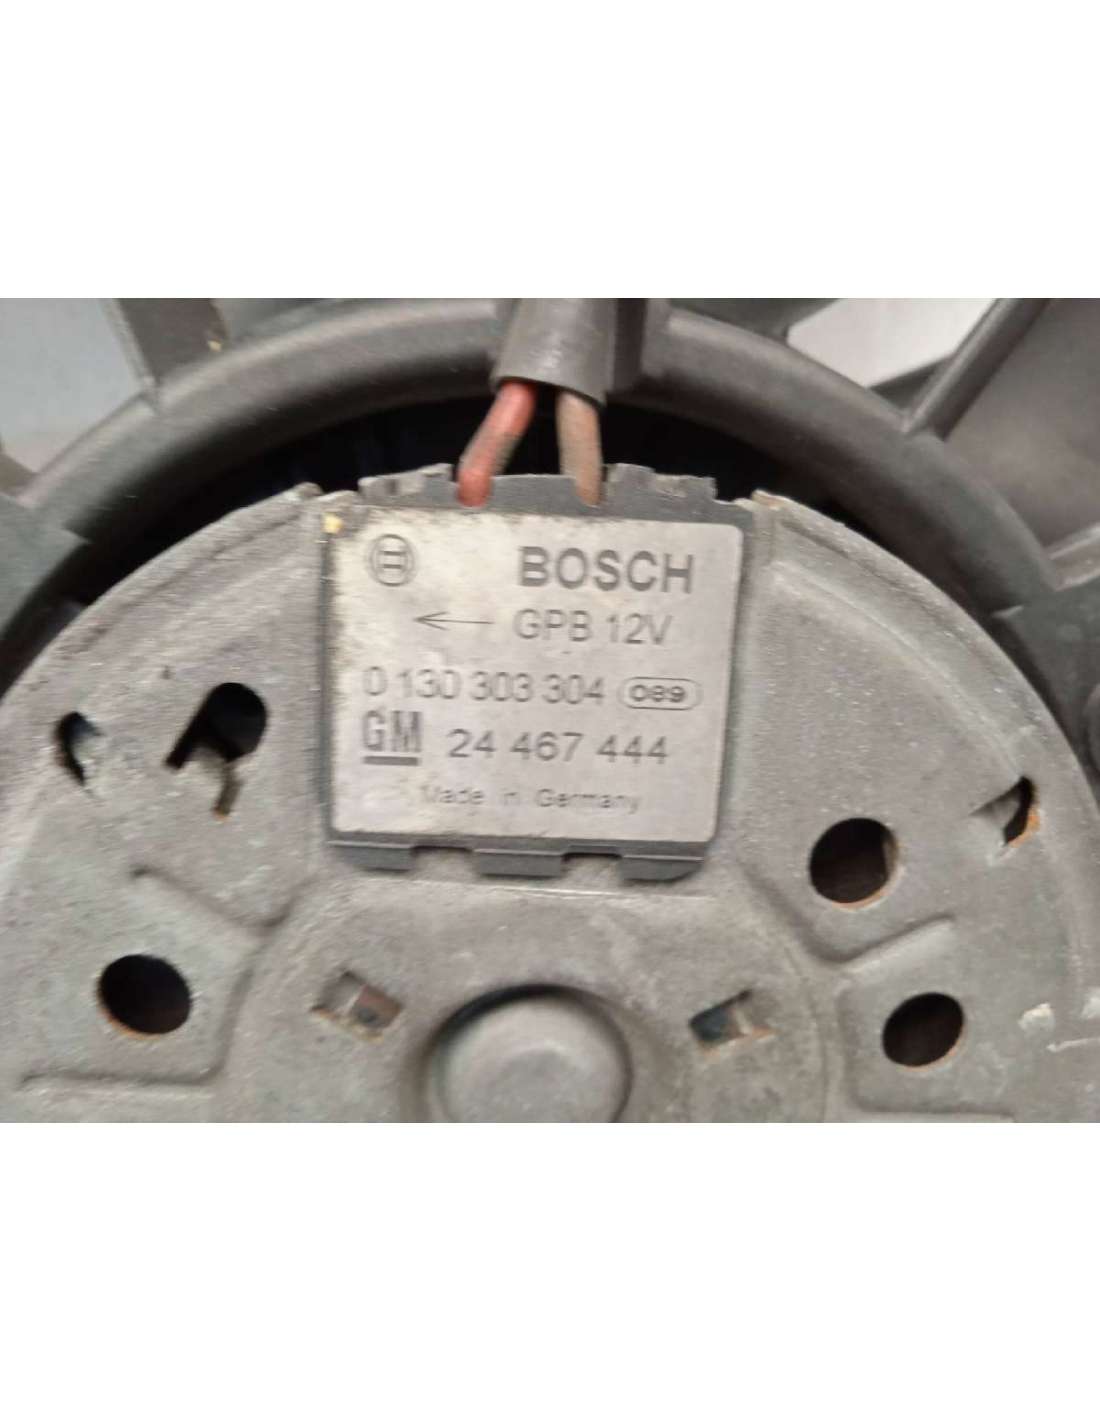 BOSCH
GPB 12V
0 130 303 304 089
GM 24 467 444
Made in Germany